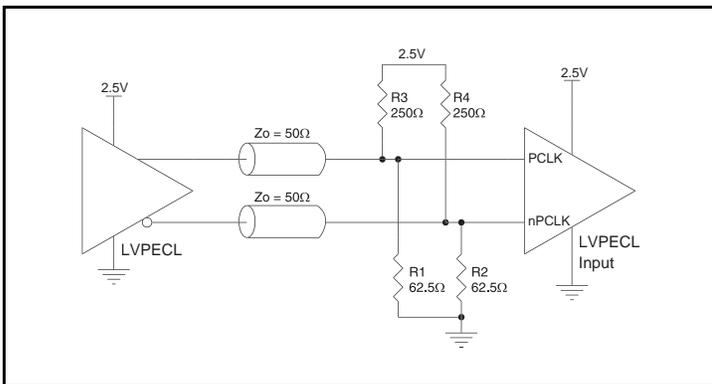 2.5V
2.5V
2.5V
R3
250Ω
R4
250Ω
Zo = 50Ω
PCLK
Zo = 50Ω
nPCLK
LVPECL
LVPECL
Input
R1
62.5Ω
R2
62.5Ω